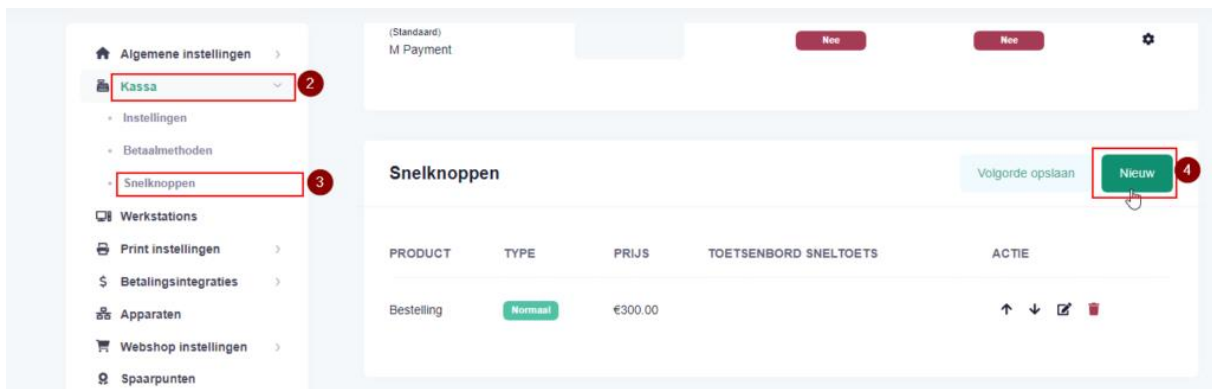 Algemene instellingen
Kassa
2
Instellingen
Betaalmethoden
Snelknoppen
3
Werkstations
Print instellingen
$ Betalingsintegraties
Apparaten
Webshop instellingen
Spaarpunten
(Standaard)
M Payment
Nee
Nee
Snelknoppen
Volgorde opslaan
Nieuw
4
PRODUCT TYPE PRIJS TOETSENBORD SNELTOETS ACTIE
Bestelling Normaal €300.00